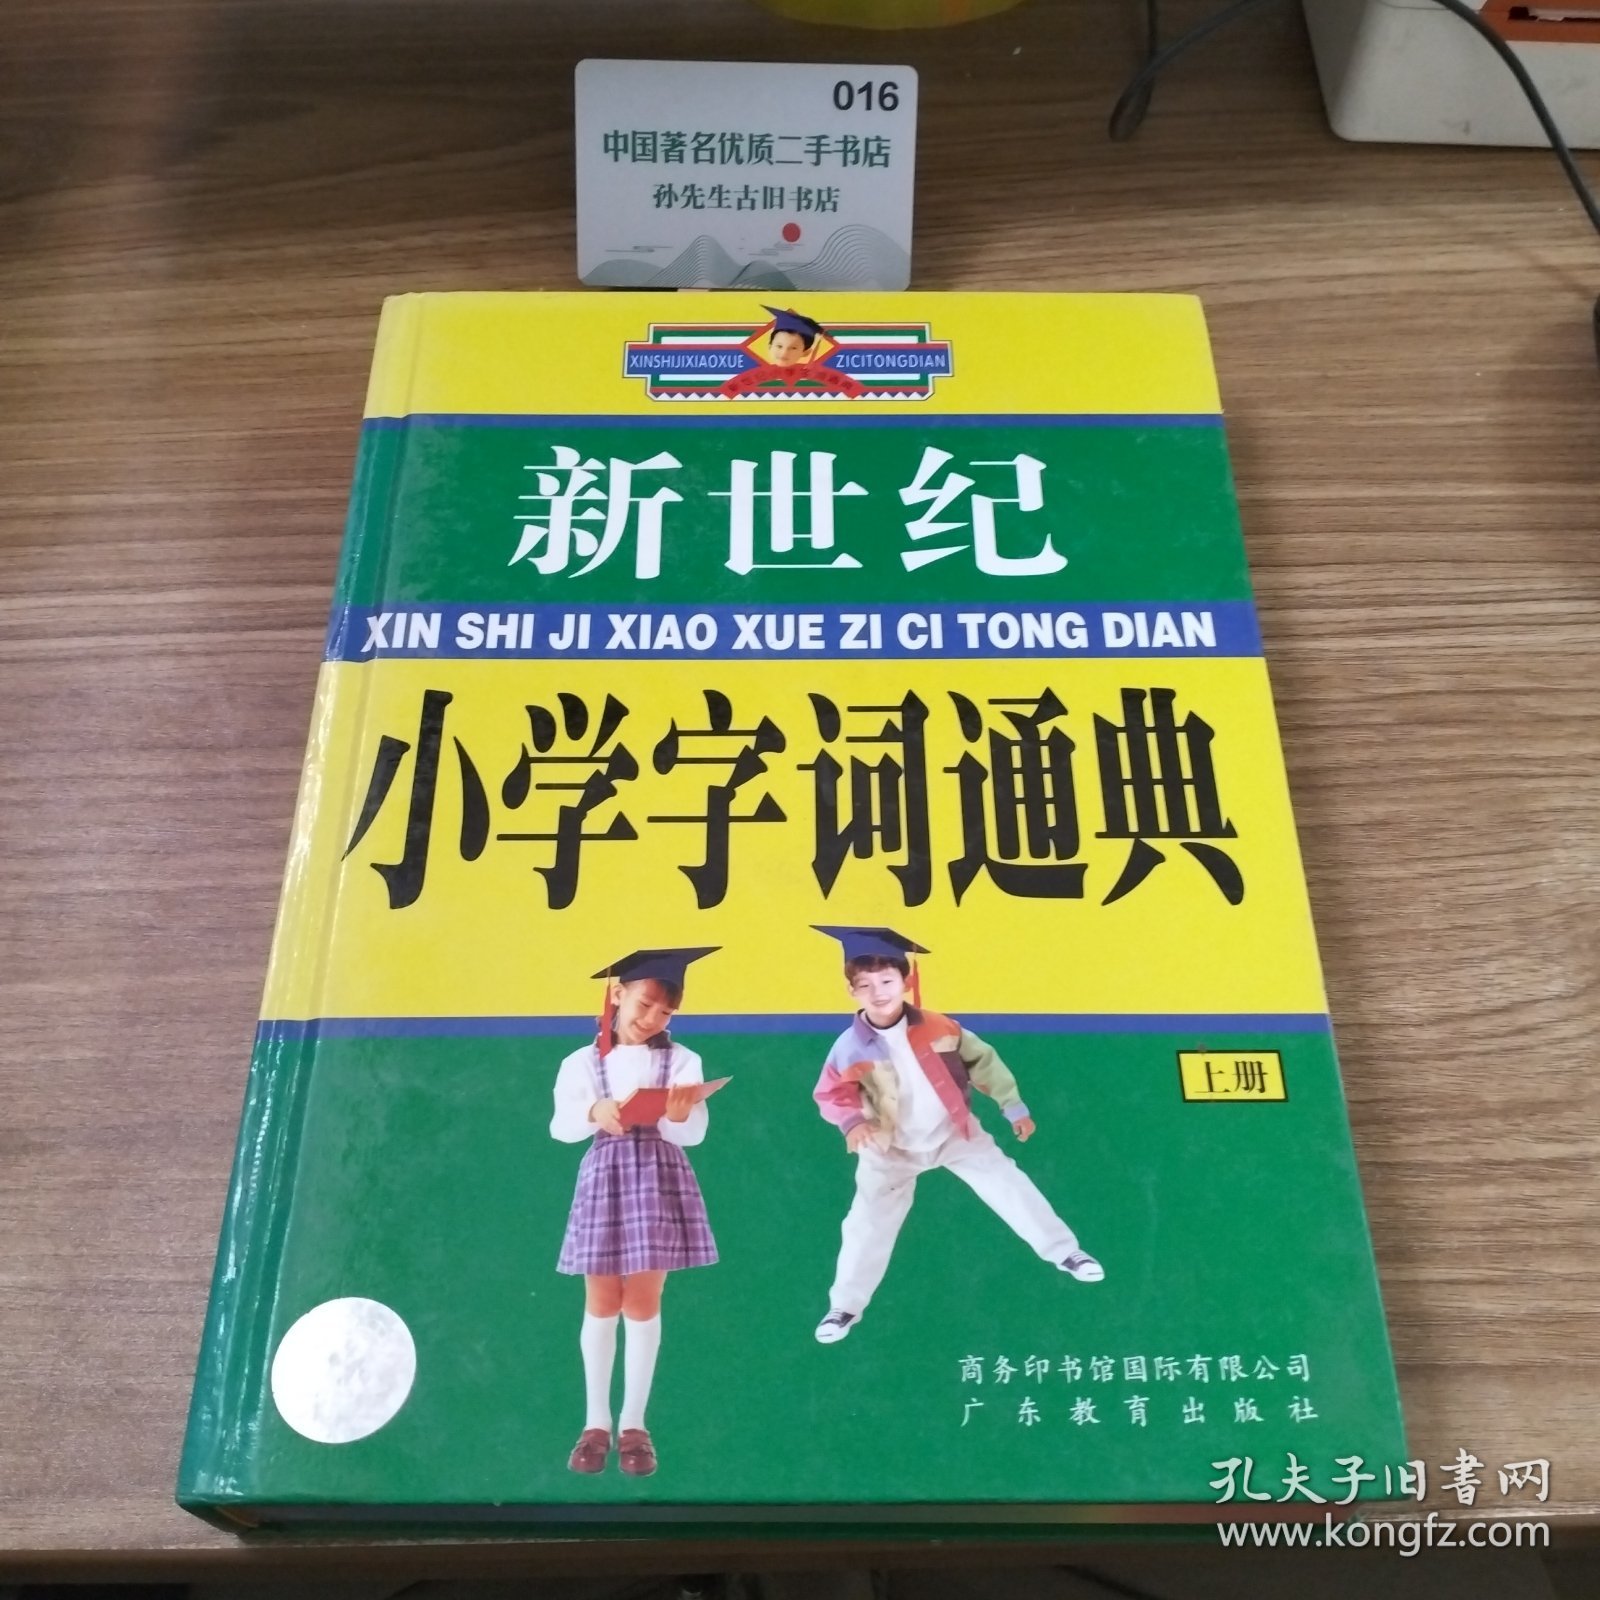 016
中国著名优质二手书店
孙先生古旧书店
XINSHIJIXIAOXUE ZICITONGDIAN
新世纪
XIN SHI JI XIAO XUE ZI CI TONG DIAN
小学字词通典
上册
商务印书馆国际有限公司
广东教育出版社
孔夫子旧书网
www.kongfz.com